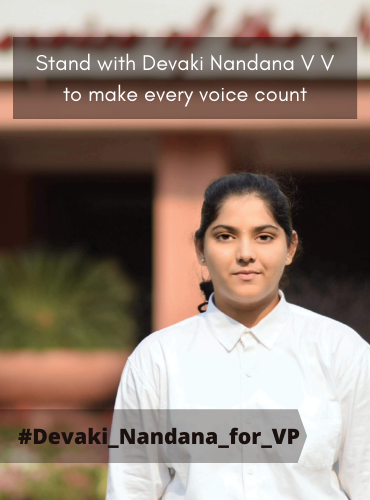 Stand with Devaki Nandana V V
to make every voice count
#Devaki_Nandana_for_VP